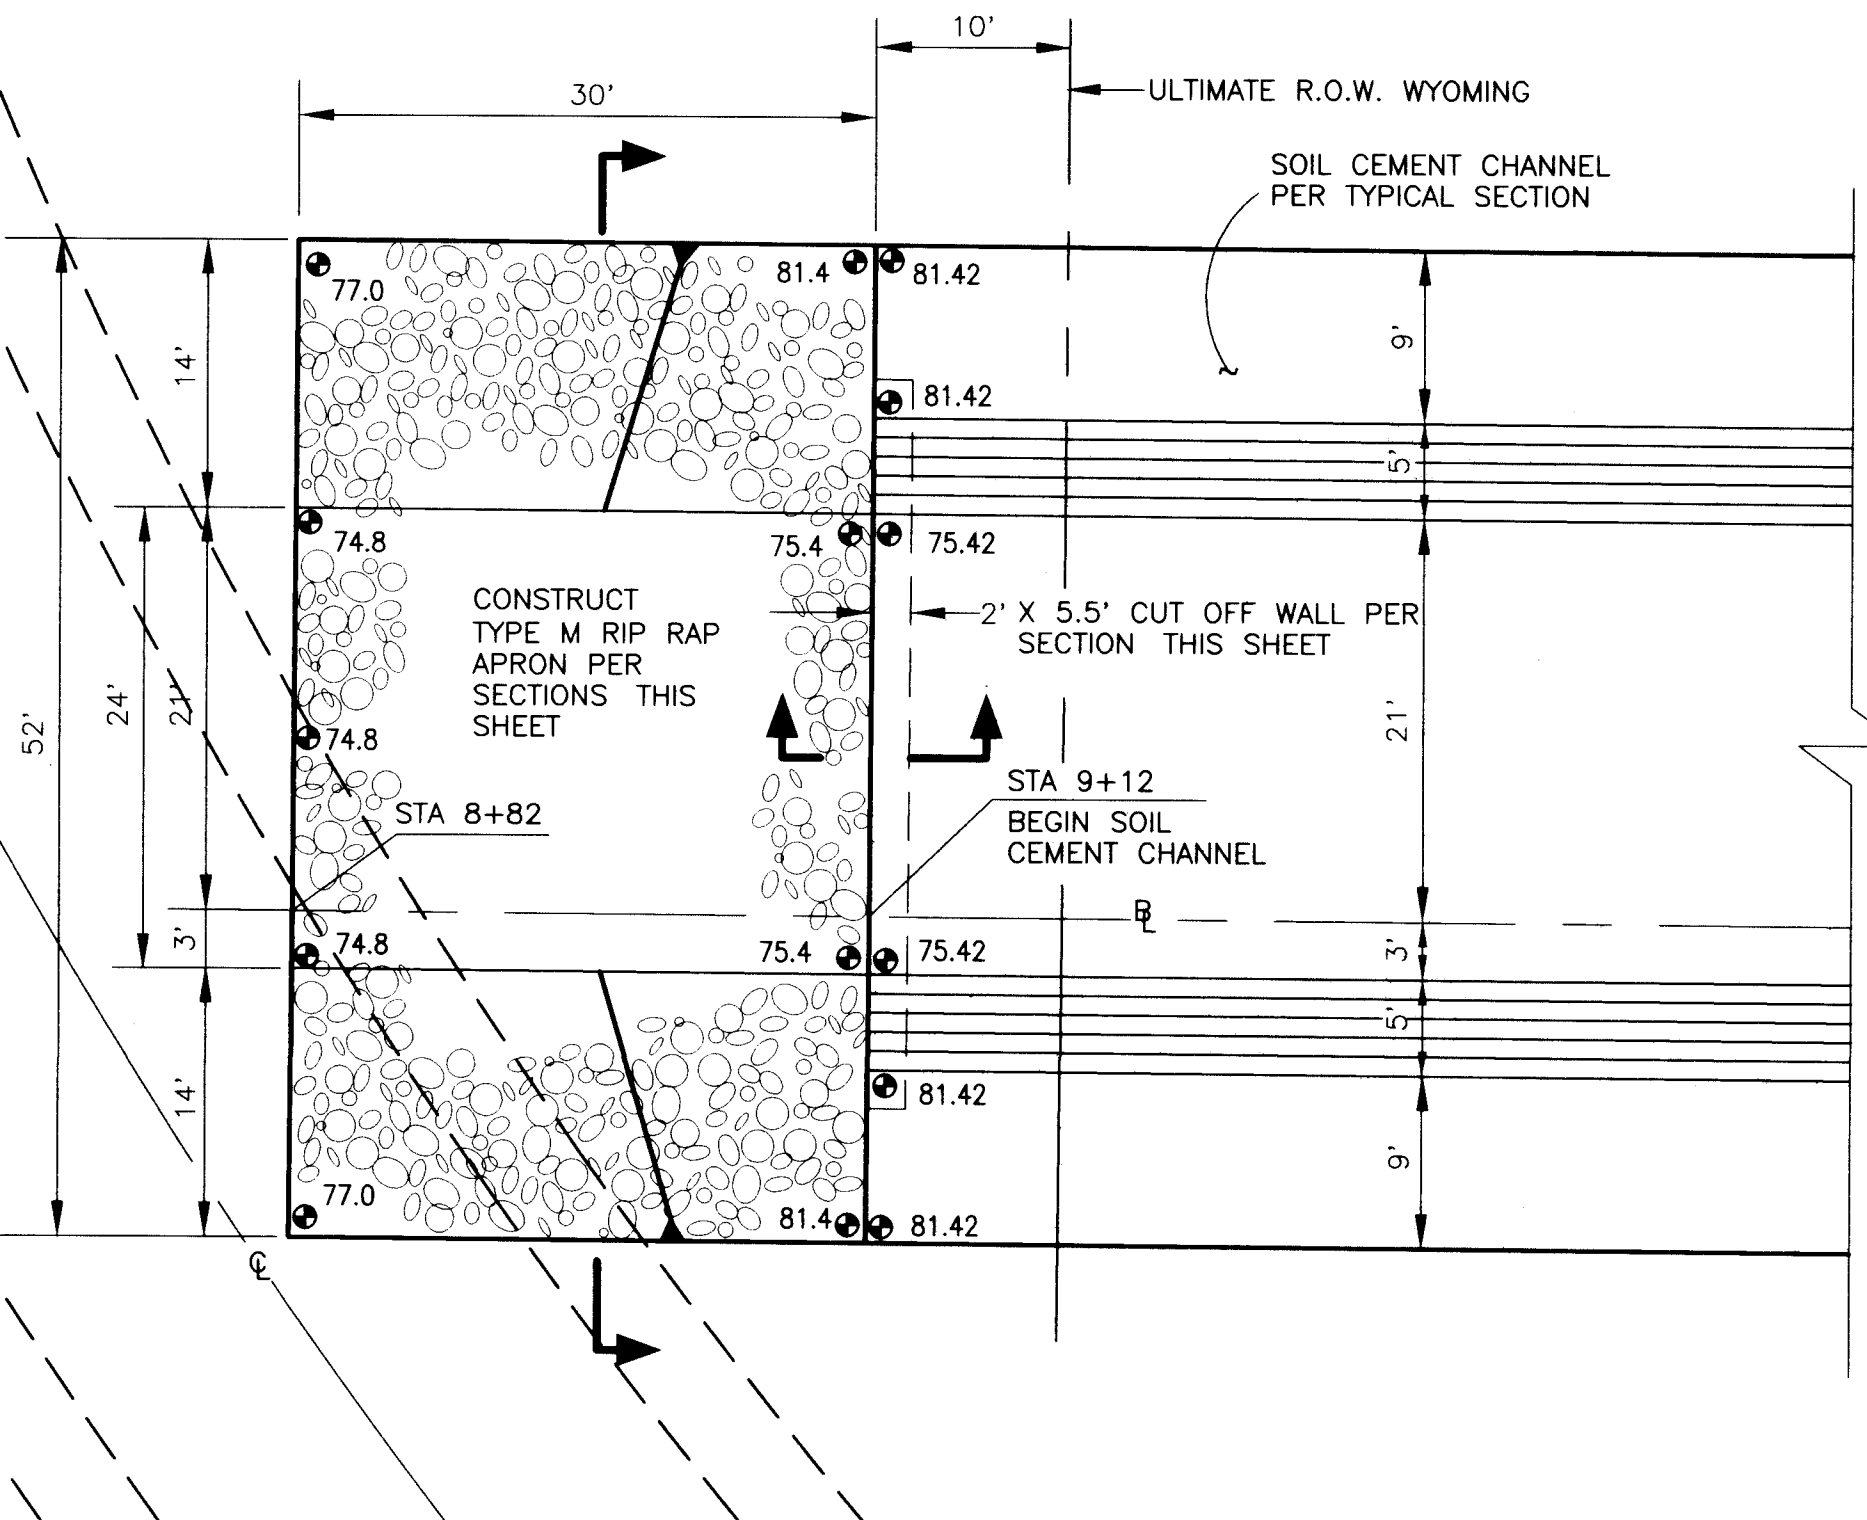 10'
30'
ULTIMATE R.O.W. WYOMING
SOIL CEMENT CHANNEL
PER TYPICAL SECTION
77.0
81.4
81.42
14'
9'
81.42
5'
74.8
75.4
75.42
CONSTRUCT
TYPE M RIP RAP
APRON PER
SECTIONS THIS
SHEET
2' X 5.5' CUT OFF WALL PER
SECTION THIS SHEET
52'
24'
21'
21'
74.8
STA 8+82
STA 9+12
BEGIN SOIL
CEMENT CHANNEL
BL
3'
74.8
75.4
75.42
3'
5'
14'
81.42
9'
77.0
81.4
81.42
CL